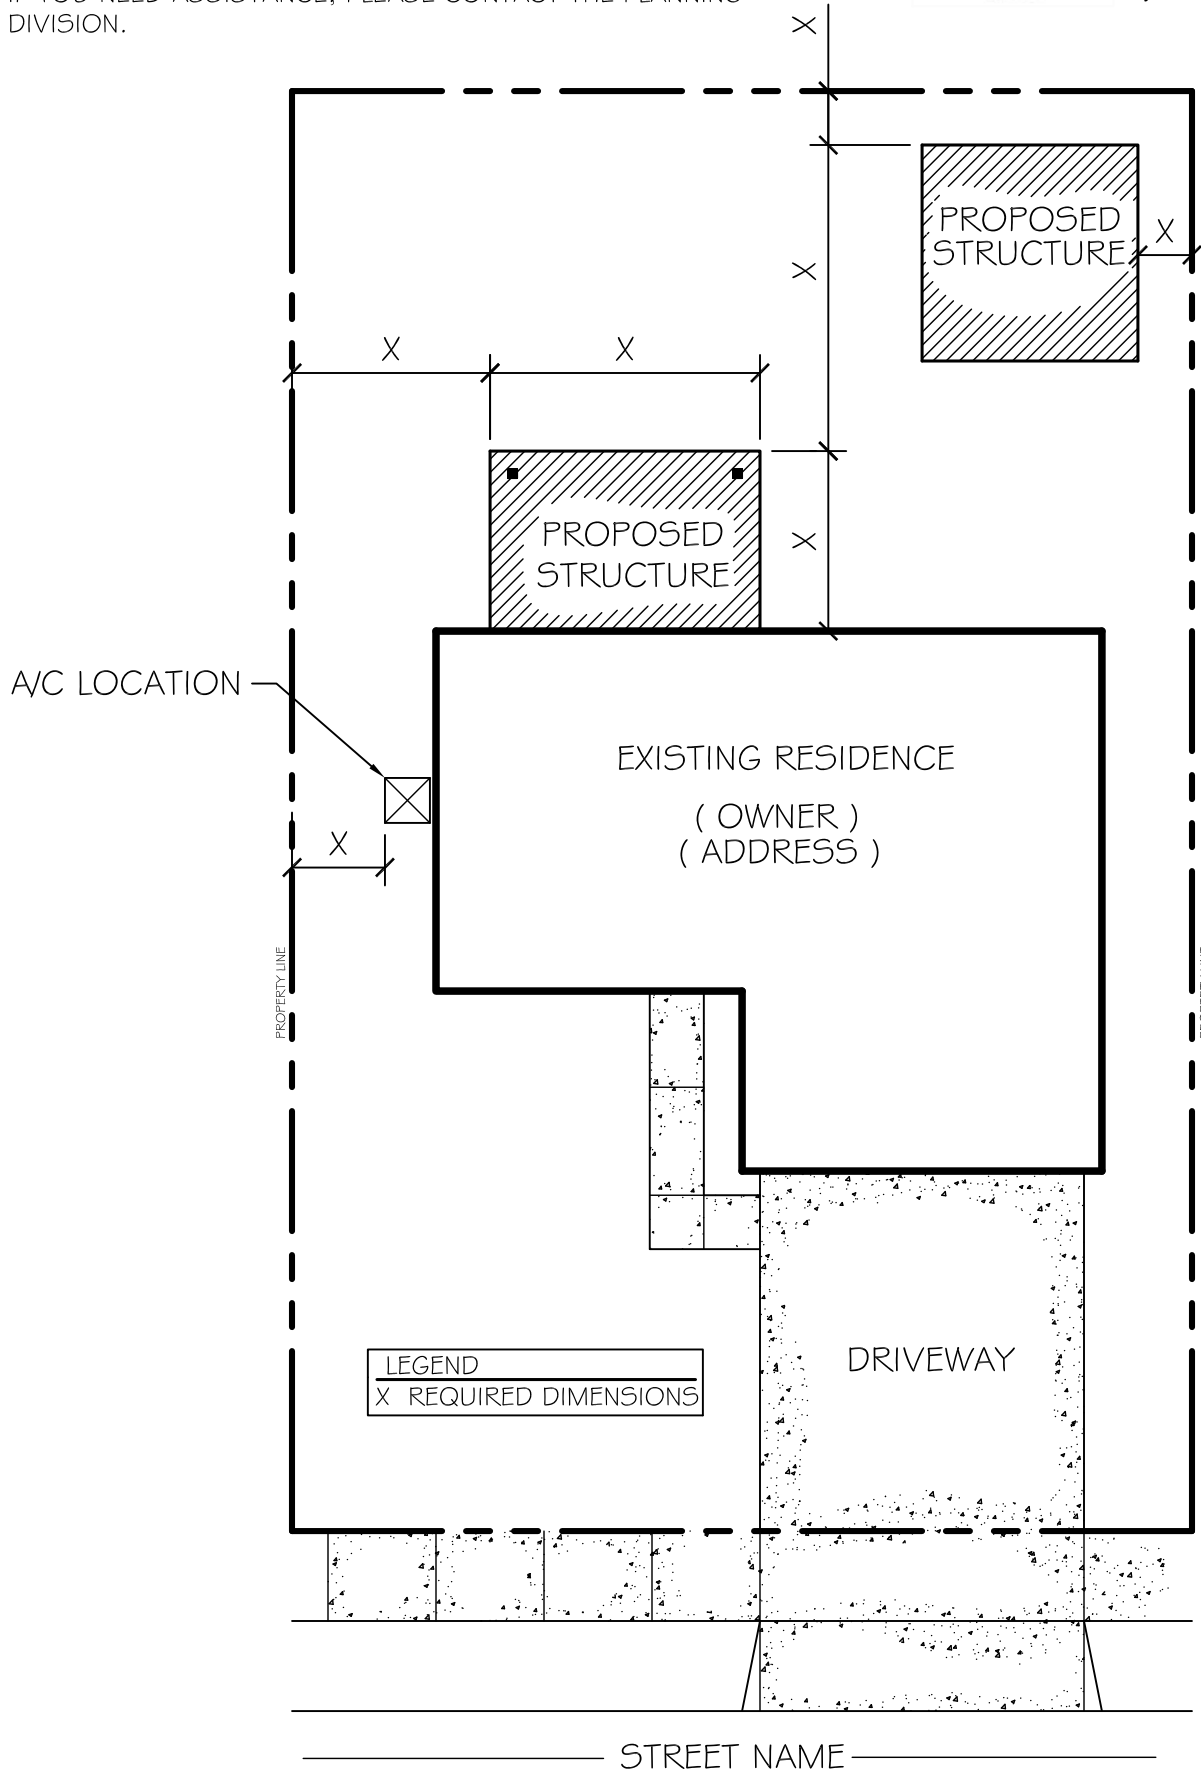 IF YOU NEED ASSISTANCE, PLEASE CONTACT THE PLANNING
DIVISION.
X
PROPOSED
STRUCTURE
X
X
X
X
PROPOSED
STRUCTURE
X
A/C LOCATION
EXISTING RESIDENCE
( OWNER )
( ADDRESS )
X
PROPERTY LINE
DRIVEWAY
LEGEND
X REQUIRED DIMENSIONS
STREET NAME